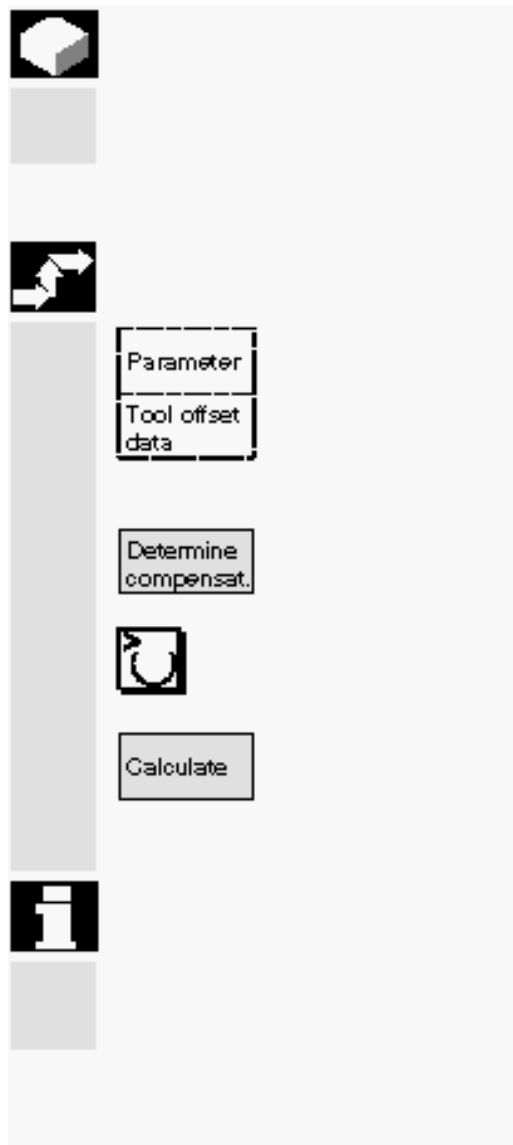 Parameter
Tool offset
data
Determine
compensat.
Calculate